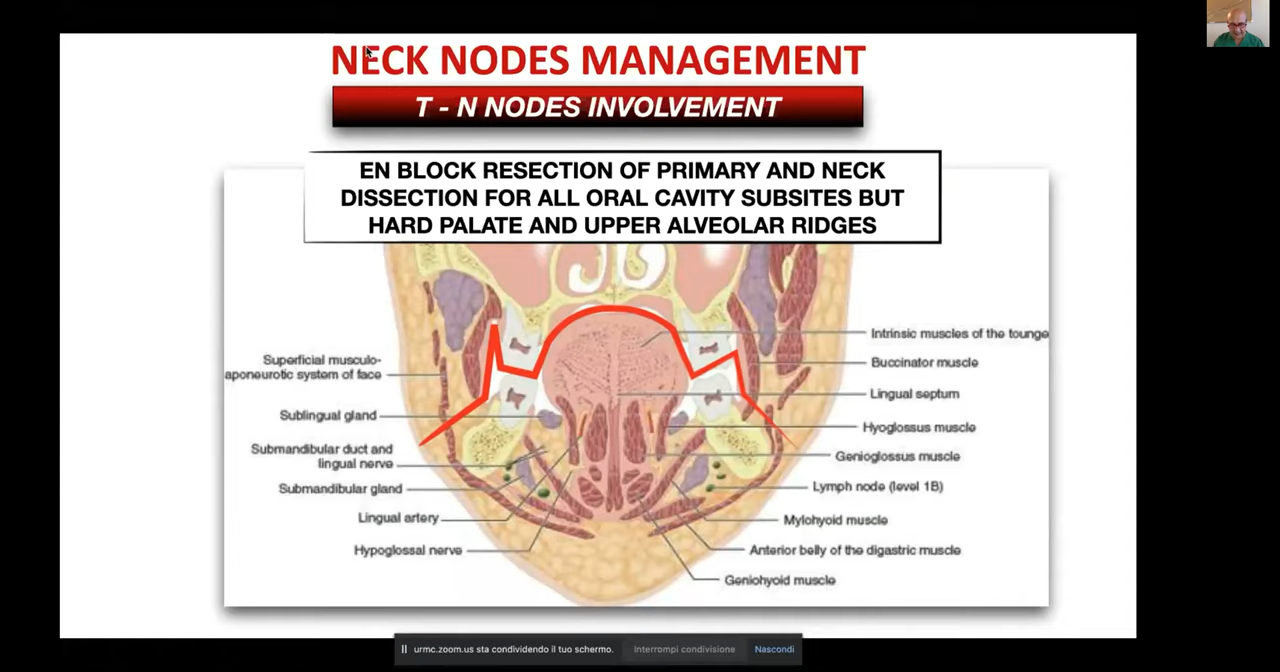 NECK NODES MANAGEMENT
T - N NODES INVOLVEMENT
EN BLOCK RESECTION OF PRIMARY AND NECK
DISSECTION FOR ALL ORAL CAVITY SUBSITES BUT
HARD PALATE AND UPPER ALVEOLAR RIDGES
Superficial musculo-
aponeurotic system of face
Sublingual gland
Submandibular duct and
lingual nerve
Submandibular gland
Lingual artery
Hypoglossal nerve
Intrinsic muscles of the tounge
Buccinator muscle
Lingual septum
Hyoglossus muscle
Genioglossus muscle
Lymph node (level 1B)
Mylohyoid muscle
Anterior belly of the digastric muscle
Geniohyoid muscle
urmc.zoom.us sta condividendo il tuo schermo.
Interrompi condivisione
Nascondi